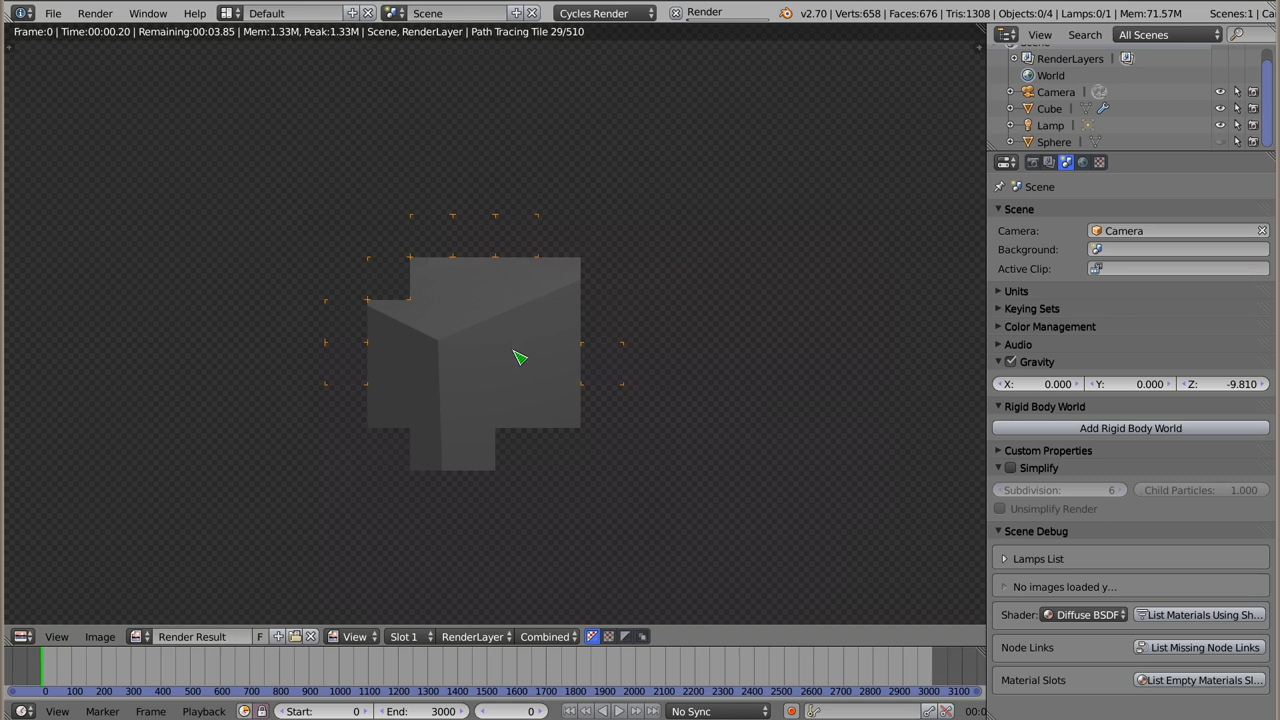 File Render Window Help Default Scene Cycles Render Render v2.70 | Verts:658 | Faces:676 | Tris:1308 | Objects:0/4 | Lamps:0/1 | Mem:71.57M Scenes:1 | Ca
Frame:0 | Time:00:00.20 | Remaining:00:03.85 | Mem:1.33M, Peak:1.33M | Scene, RenderLayer | Path Tracing Tile 29/510
View Search All Scenes
RenderLayers
World
Camera
Cube
Lamp
Sphere
Scene
Scene
Camera: Camera
Background:
Active Clip:
Units
Keying Sets
Color Management
Audio
Gravity
X: 0.000 Y: 0.000 Z: -9.810
Rigid Body World
Add Rigid Body World
Custom Properties
Simplify
Subdivision: 6 Child Particles: 1.000
Unsimplify Render
Scene Debug
Lamps List
No images loaded y...
Shader: Diffuse BSDF List Materials Using Sh...
Node Links List Missing Node Links
Material Slots List Empty Materials Sl...
View Image Render Result F View Slot 1 RenderLayer Combined
0 100 200 300 400 500 600 700 800 900 1000 1100 1200 1300 1400 1500 1600 1700 1800 1900 2000 2100 2200 2300 2400 2500 2600 2700 2800 2900 3000 3100
View Marker Frame Playback Start: 0 End: 3000 0 No Sync 00:0